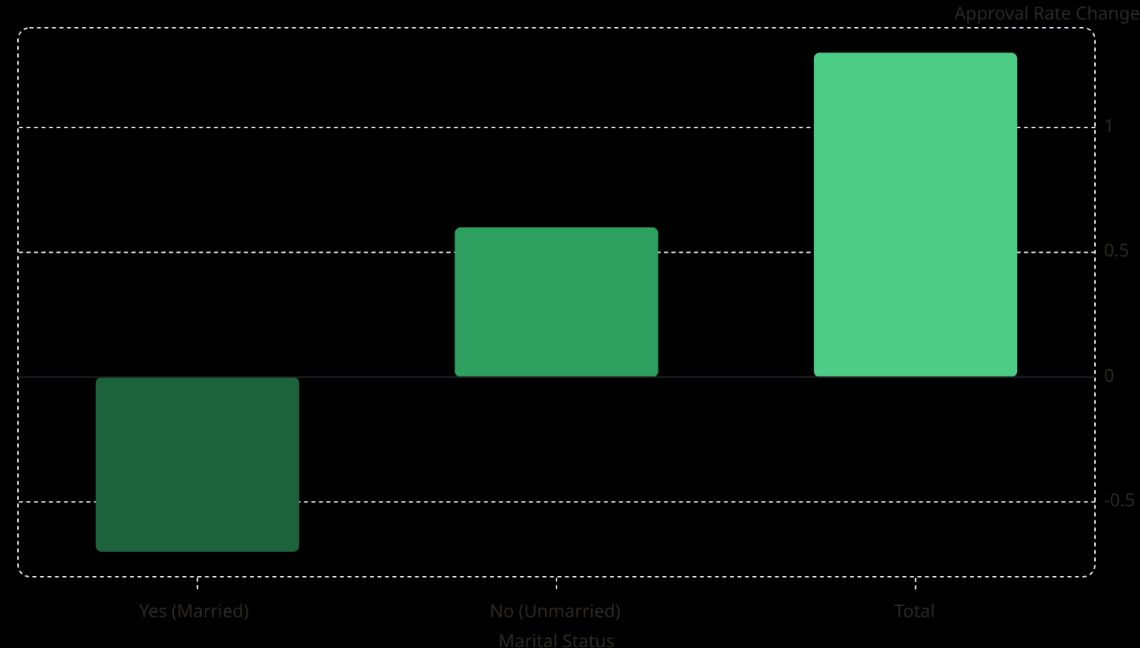 Approval Rate Change
1
0.5
0
-0.5
Yes (Married)
No (Unmarried)
Total
Marital Status